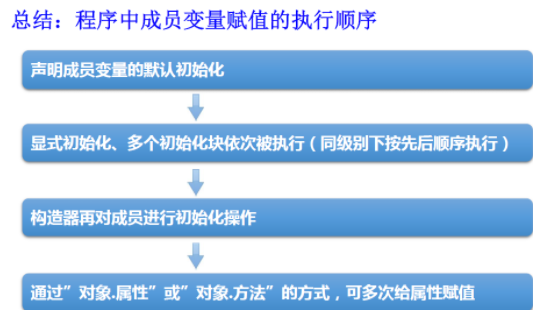 总结：程序中成员变量赋值的执行顺序
声明成员变量的默认初始化
显式初始化、多个初始化块依次被执行（同级别下按先后顺序执行）
构造器再对成员进行初始化操作
通过”对象.属性”或”对象.方法”的方式，可多次给属性赋值